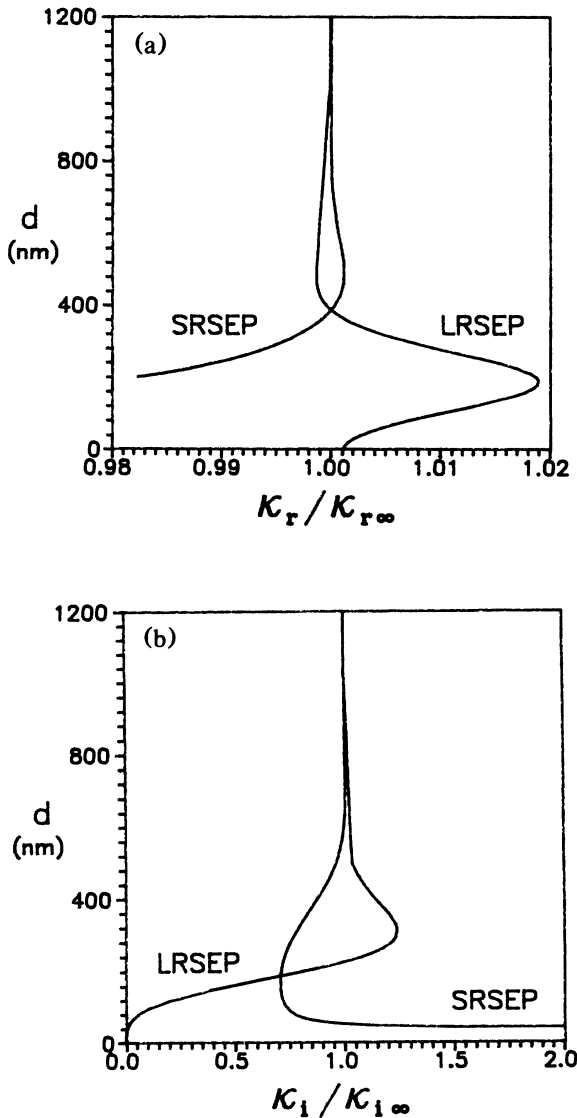 (a)
1200
800
d
(nm)
400
SRSEP LRSEP
0
0.98 0.99 1.00 1.01 1.02
κr / κr∞
(b)
1200
800
d
(nm)
400
LRSEP
SRSEP
0
0.0 0.5 1.0 1.5 2.0
κi / κi∞